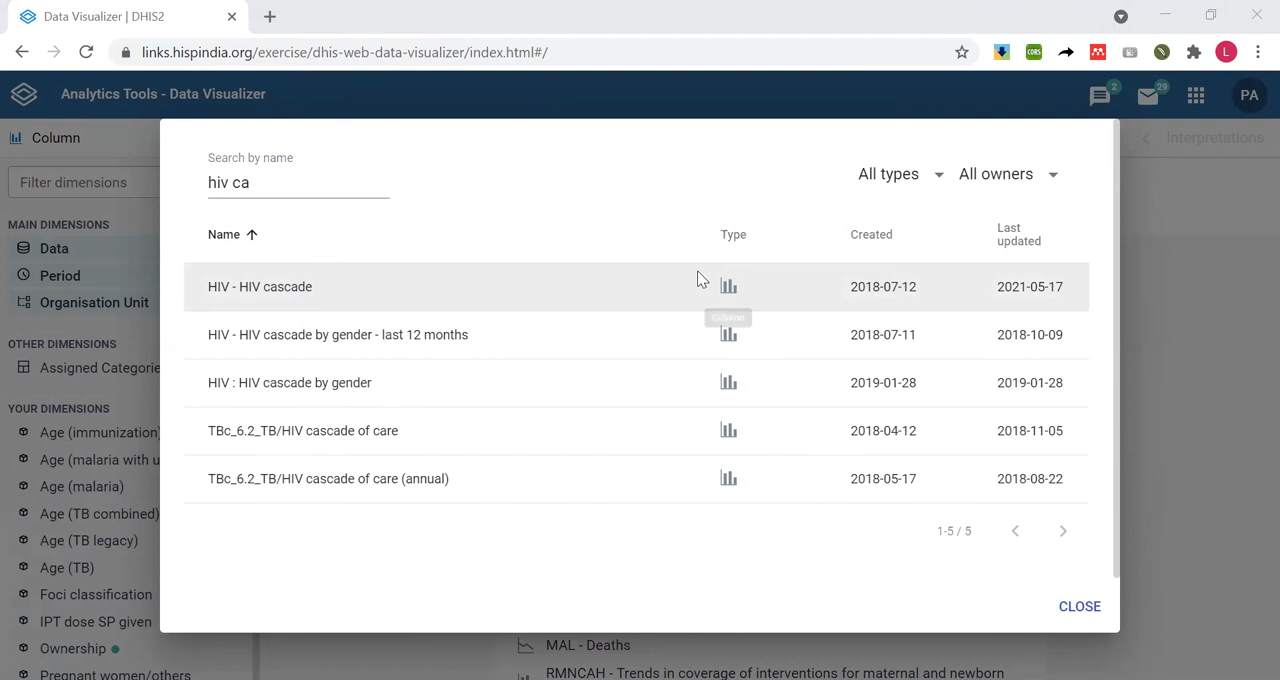 Data Visualizer | DHIS2
links.hispindia.org/exercise/dhis-web-data-visualizer/index.html#/
CORS
L
Analytics Tools - Data Visualizer
2
29
PA
Column
Interpretations
Filter dimensions
MAIN DIMENSIONS
Data
Period
Organisation Unit
OTHER DIMENSIONS
Assigned Categorie
YOUR DIMENSIONS
Age (immunization)
Age (malaria with u
Age (malaria)
Age (TB combined)
Age (TB legacy)
Age (TB)
Foci classification
IPT dose SP given
Ownership
Pregnant women/others
Search by name
hiv ca
All types
All owners
Name
Type
Created
Last updated
HIV - HIV cascade 2018-07-12 2021-05-17
Column
HIV - HIV cascade by gender - last 12 months 2018-07-11 2018-10-09
HIV : HIV cascade by gender 2019-01-28 2019-01-28
TBc_6.2_TB/HIV cascade of care 2018-04-12 2018-11-05
TBc_6.2_TB/HIV cascade of care (annual) 2018-05-17 2018-08-22
1-5 / 5
CLOSE
MAL - Deaths
RMNCAH - Trends in coverage of interventions for maternal and newborn